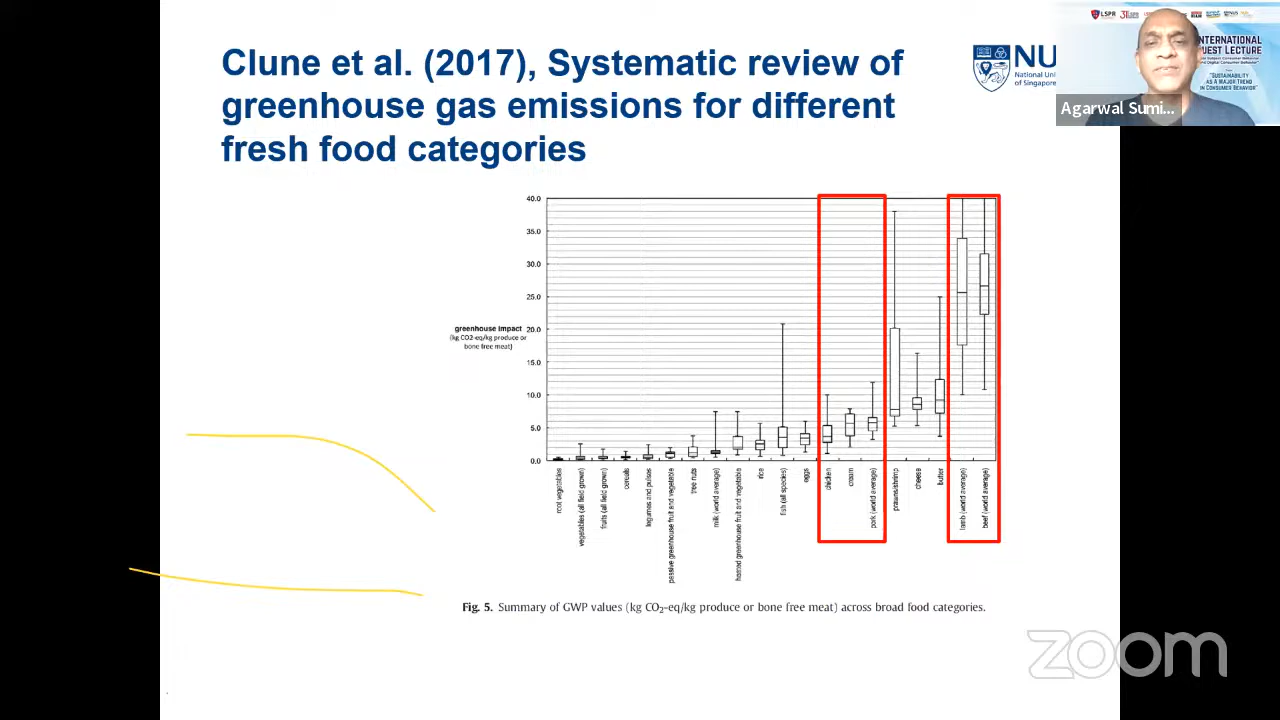 Clune et al. (2017), Systematic review of
greenhouse gas emissions for different
fresh food categories
NU
National Uni
of Singapore
LSPR
INTERNATIONAL
GUEST LECTURE
"SUSTAINABILITY
AS A MAJOR TREND
IN CONSUMER BEHAVIOR"
Agarwal Sumi...
40.0
35.0
30.0
25.0
20.0
15.0
10.0
5.0
0.0
greenhouse impact
(kg CO2-eq/kg produce or
bone free meat)
root vegetables
vegetables (all field grown)
fruits (all field grown)
cereals
legumes and pulses
passive greenhouse fruit and vegetable
tree nuts
milk (world average)
heated greenhouse fruit and vegetable
rice
fish (all species)
eggs
chicken
cream
pork (world average)
prawns/shrimp
cheese
butter
lamb (world average)
beef (world average)
Fig. 5. Summary of GWP values (kg CO2-eq/kg produce or bone free meat) across broad food categories.
zoom